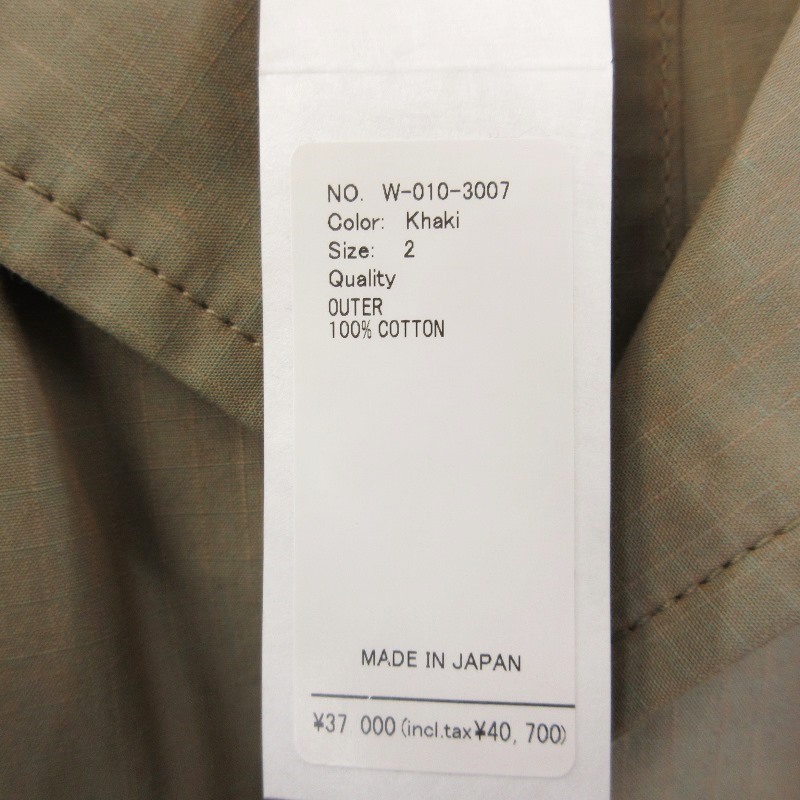 NO. W-010-3007
Color: Khaki
Size: 2
Quality
OUTER
100% COTTON
MADE IN JAPAN
¥37 000 (incl.tax¥40, 700)